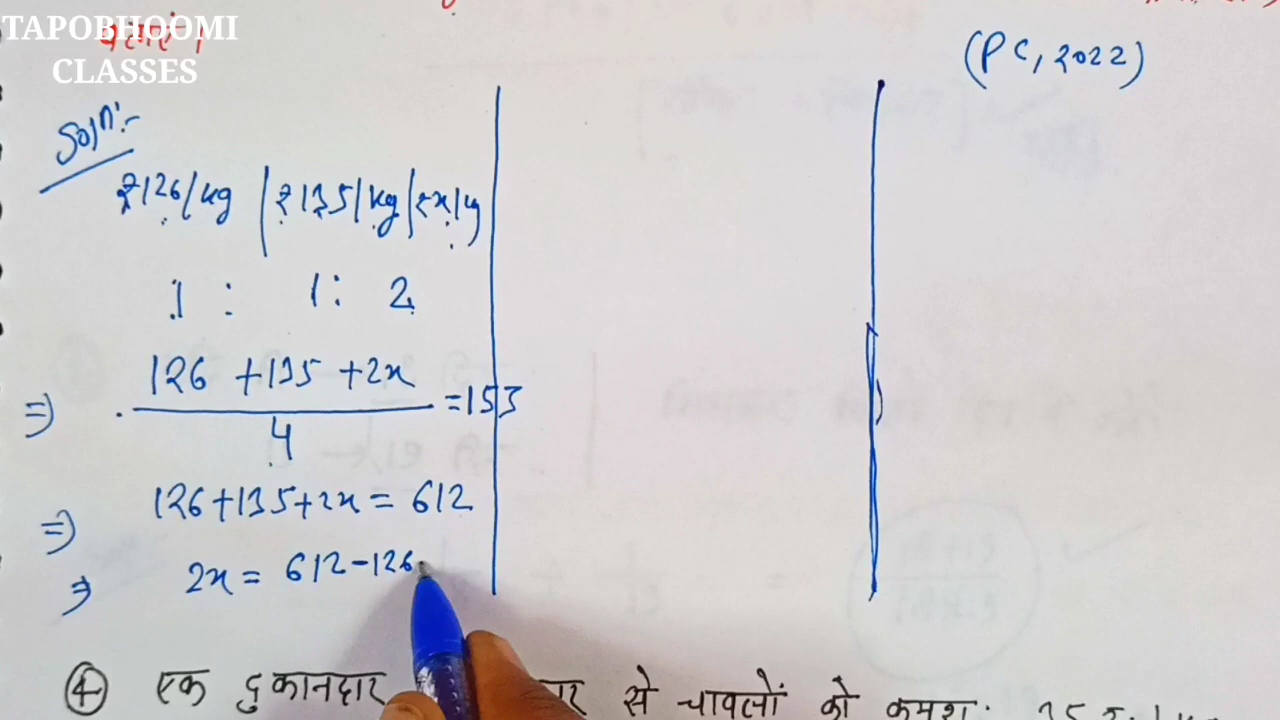 TAPOBHOOMI
CLASSES
(PC, 2022)
Soln:-
₹126/kg | ₹135/kg | ₹x/kg
1 : 1 : 2
⇒ 126 + 135 + 2x
4
= 153
⇒ 126+135+2x = 612
⇒ 2x = 612-126
④ एक दुकानदार से चावलों को क्रमश: